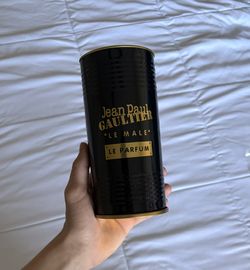 Jean Paul
GAULTIER
"LE MALE"
LE PARFUM